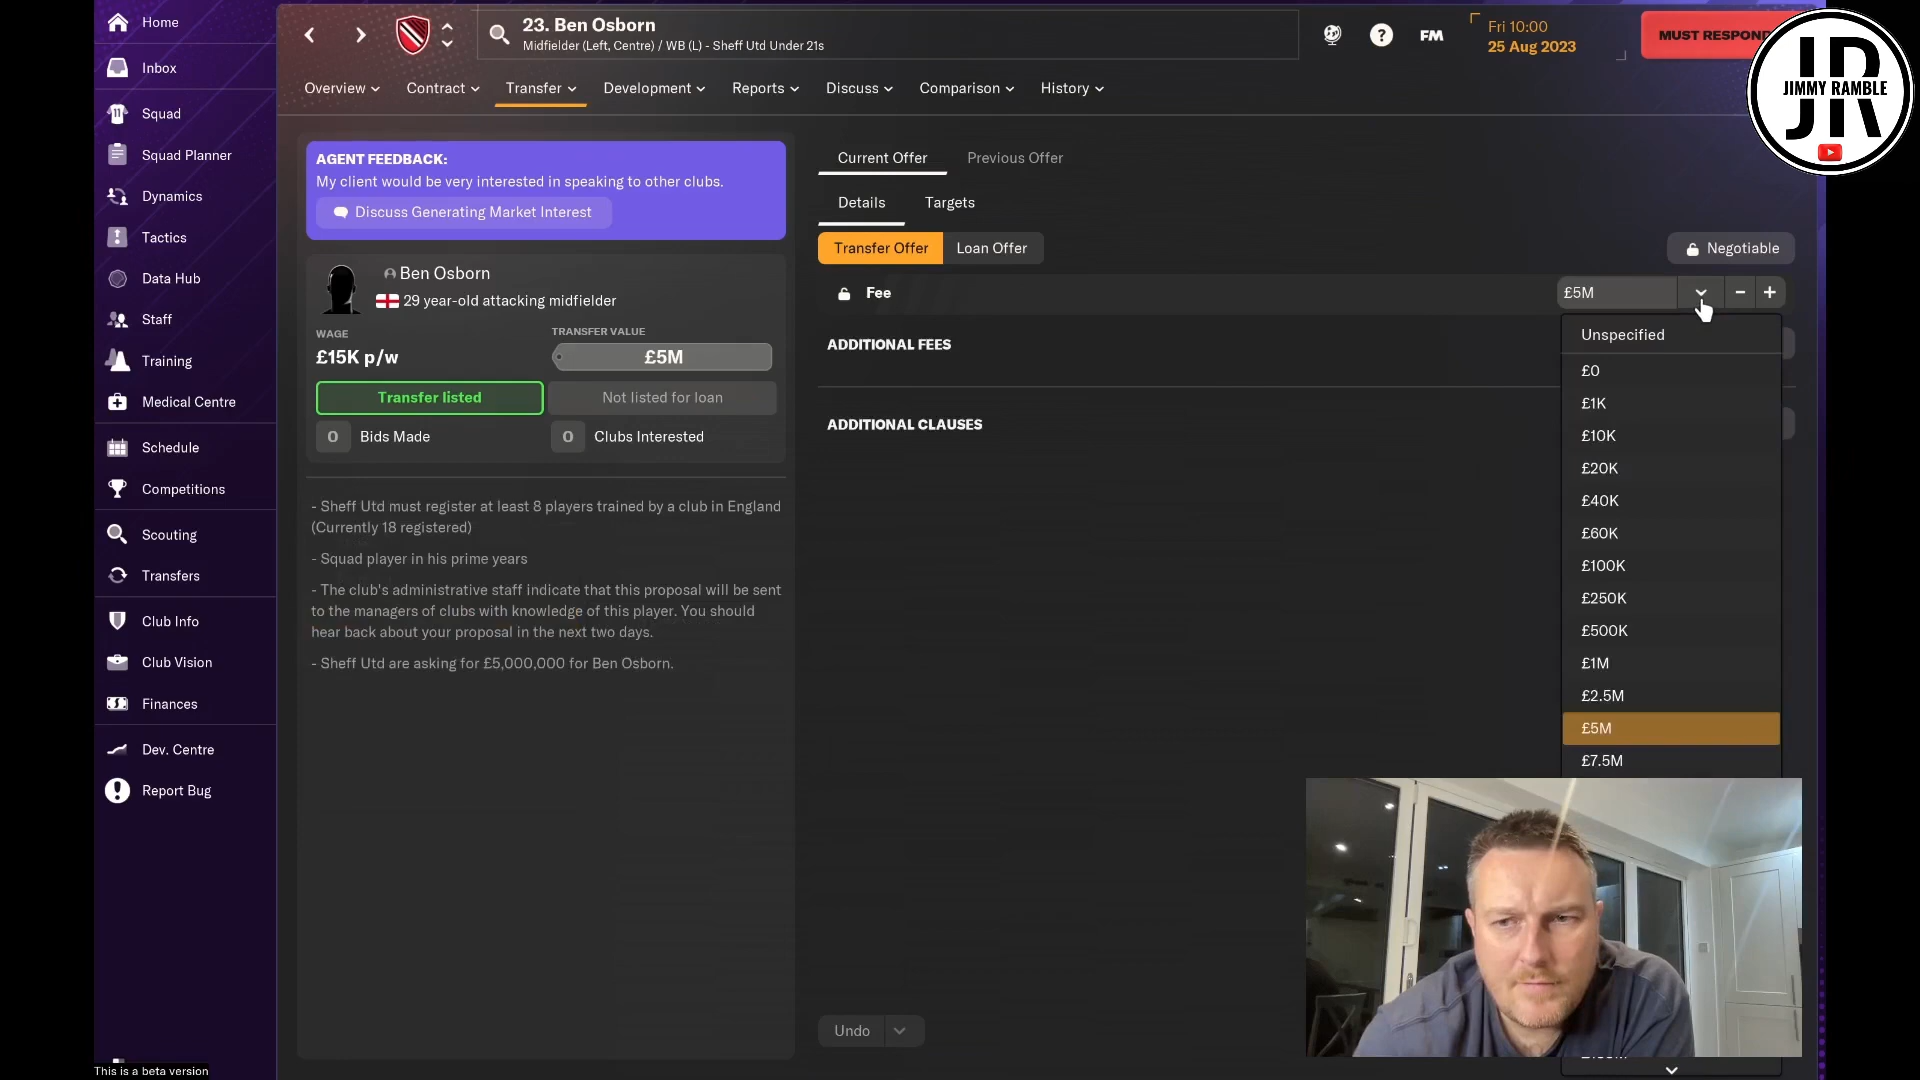 Home
Inbox
Squad
Squad Planner
Dynamics
Tactics
Data Hub
Staff
Training
Medical Centre
Schedule
Competitions
Scouting
Transfers
Club Info
Club Vision
Finances
Dev. Centre
Report Bug
This is a beta version
23. Ben Osborn
Midfielder (Left, Centre) / WB (L) - Sheff Utd Under 21s
?
FM
Fri 10:00
25 Aug 2023
MUST RESPOND
JR
JIMMY RAMBLE
Overview
Contract
Transfer
Development
Reports
Discuss
Comparison
History
AGENT FEEDBACK:
My client would be very interested in speaking to other clubs.
Discuss Generating Market Interest
Ben Osborn
29 year-old attacking midfielder
WAGE
£15K p/w
TRANSFER VALUE
£5M
Transfer listed
Not listed for loan
0 Bids Made
0 Clubs Interested
- Sheff Utd must register at least 8 players trained by a club in England
(Currently 18 registered)
- Squad player in his prime years
- The club's administrative staff indicate that this proposal will be sent
to the managers of clubs with knowledge of this player. You should
hear back about your proposal in the next two days.
- Sheff Utd are asking for £5,000,000 for Ben Osborn.
Current Offer
Previous Offer
Details
Targets
Transfer Offer
Loan Offer
Negotiable
Fee
£5M
ADDITIONAL FEES
ADDITIONAL CLAUSES
Unspecified
£0
£1K
£10K
£20K
£40K
£60K
£100K
£250K
£500K
£1M
£2.5M
£5M
£7.5M
Undo